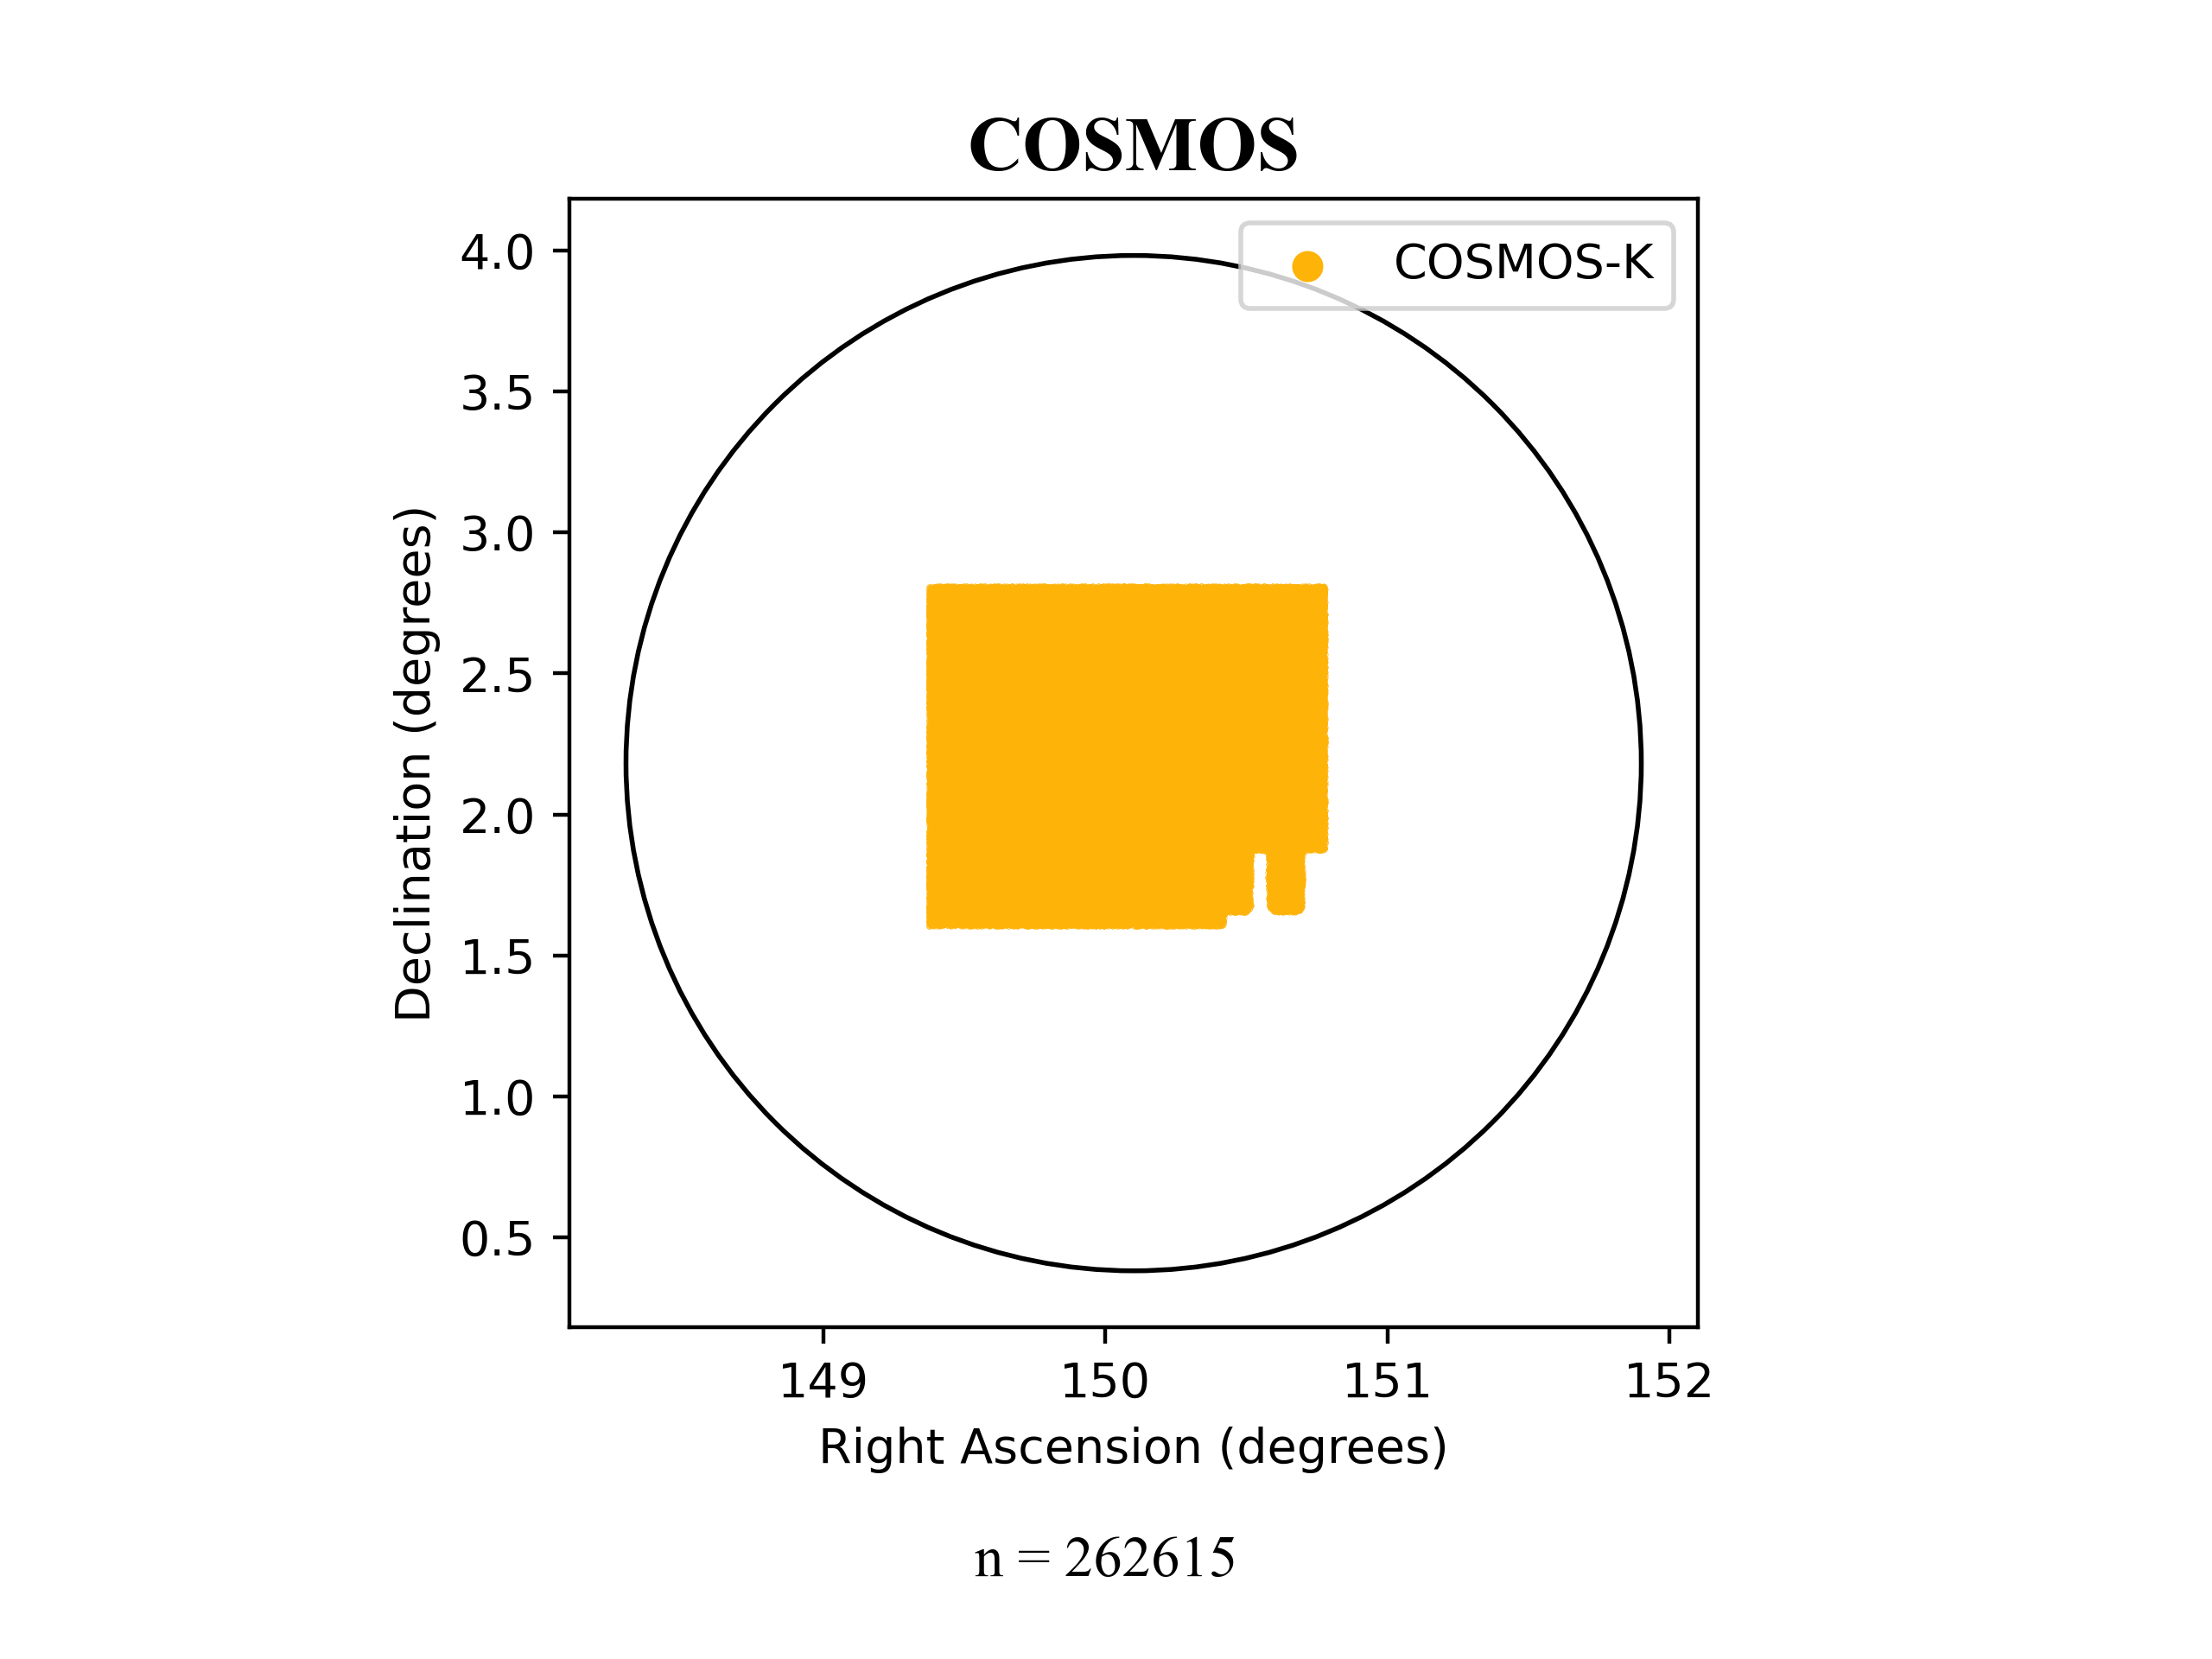 COSMOS
COSMOS-K
4.0
3.5
3.0
2.5
2.0
1.5
1.0
0.5
Declination (degrees)
149 150 151 152
Right Ascension (degrees)
n = 262615